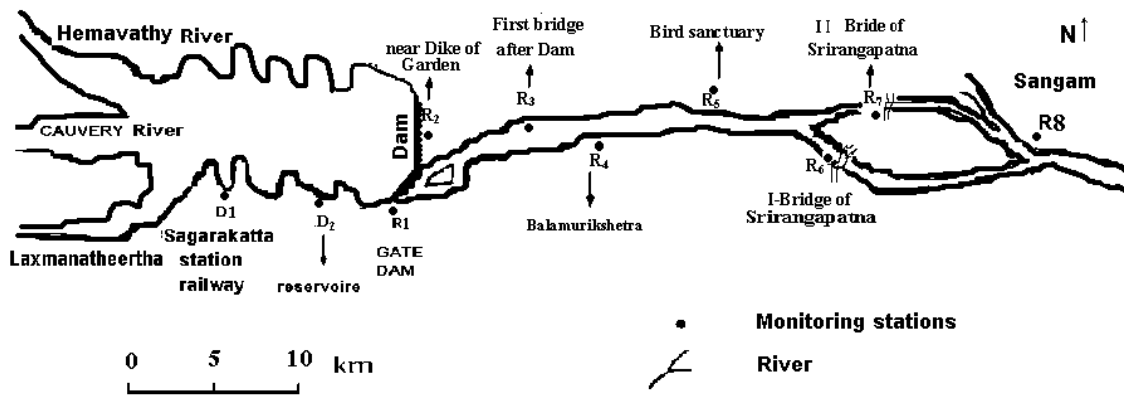 Hemavathy River
near Dike of
Garden
First bridge
after Dam
Bird sanctuary
II Bride of
Srirangapatna
N
Sangam
CAUVERY River
Dam
R2
R3
R4
R5
R7
R6
R8
I-Bridge of
Srirangapatna
Balamurikshetra
Laxmanatheertha
D1
Sagarakatta
station
railway
D2
reservoire
R1
GATE
DAM
Monitoring stations
River
0 5 10 km